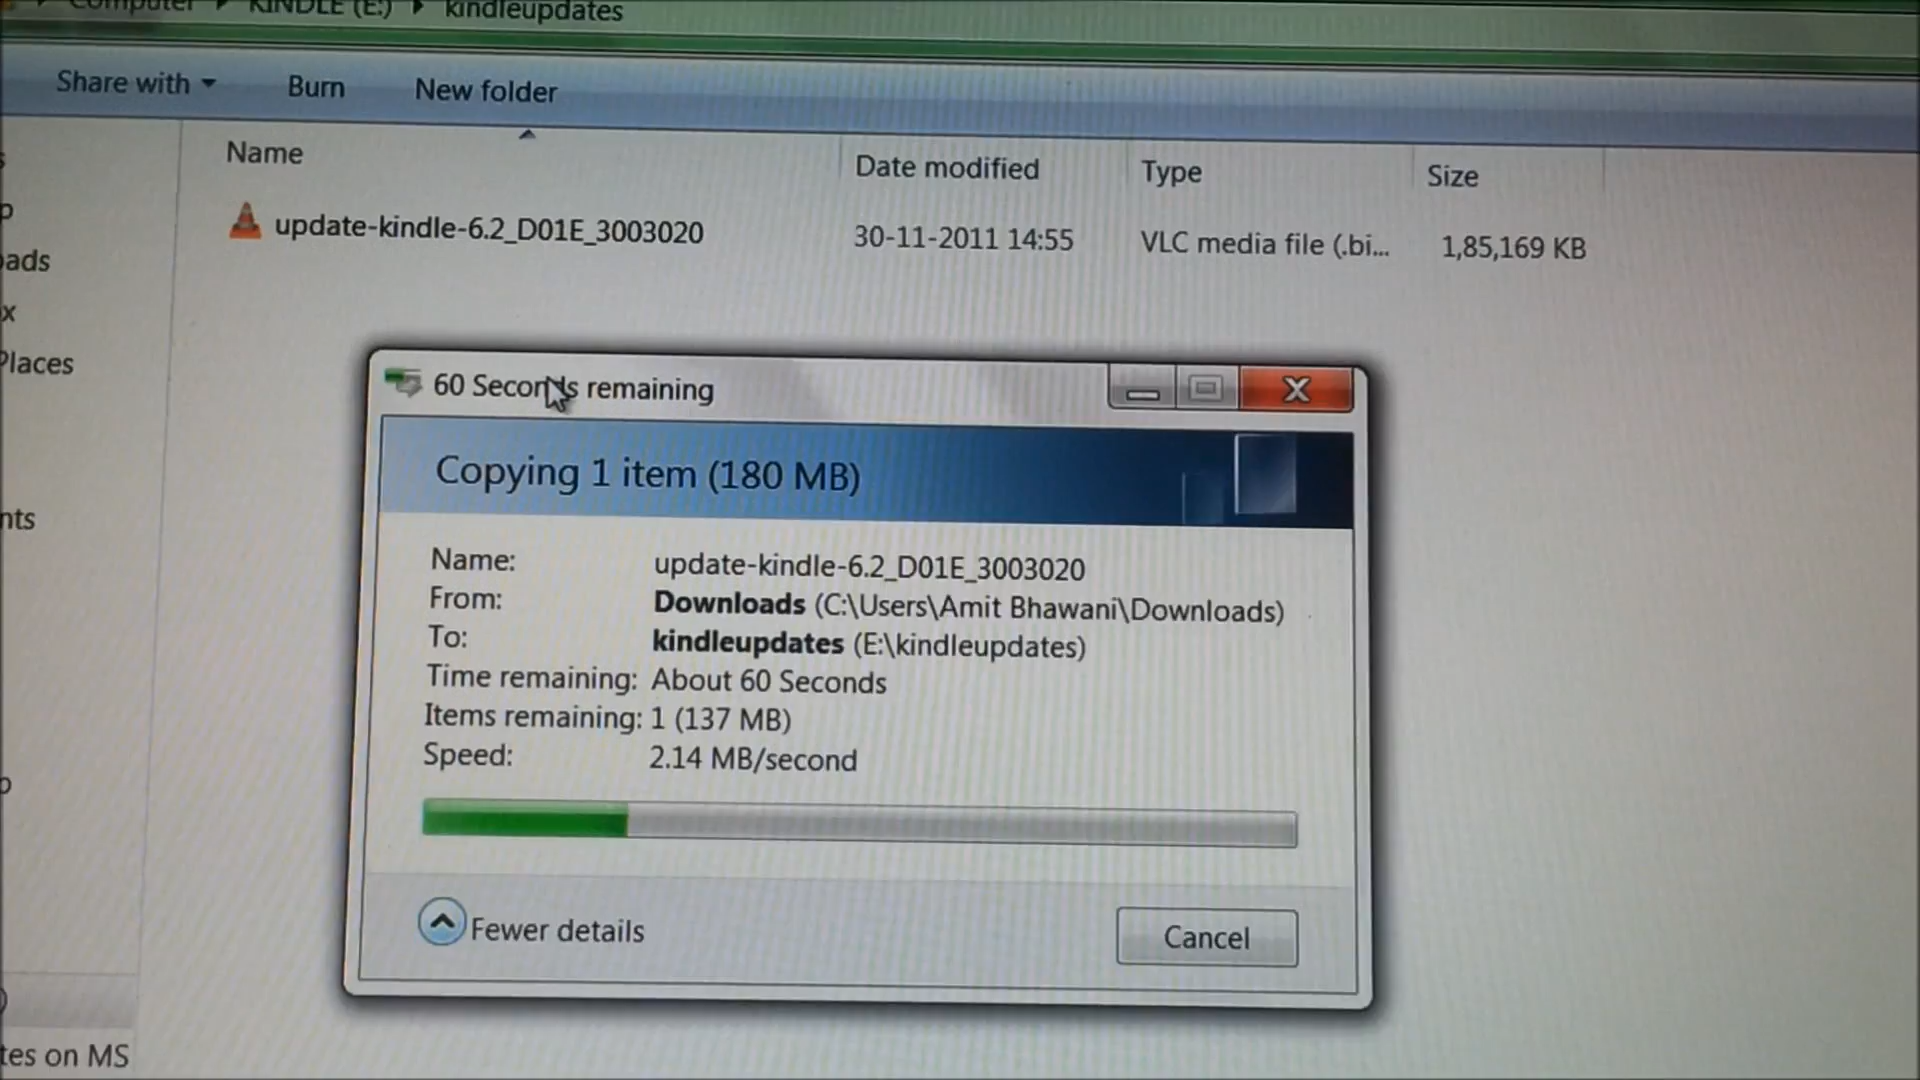 Computer ▸ KINDLE (E:) ▸ kindleupdates
Share with Burn New folder
Name Date modified Type Size
update-kindle-6.2_D01E_3003020 30-11-2011 14:55 VLC media file (.bi... 1,85,169 KB
ads
x
Places
nts
60 Seconds remaining
Copying 1 item (180 MB)
Name: update-kindle-6.2_D01E_3003020
From: Downloads (C:\Users\Amit Bhawani\Downloads)
To: kindleupdates (E:\kindleupdates)
Time remaining: About 60 Seconds
Items remaining: 1 (137 MB)
Speed: 2.14 MB/second
Fewer details Cancel
tes on MS